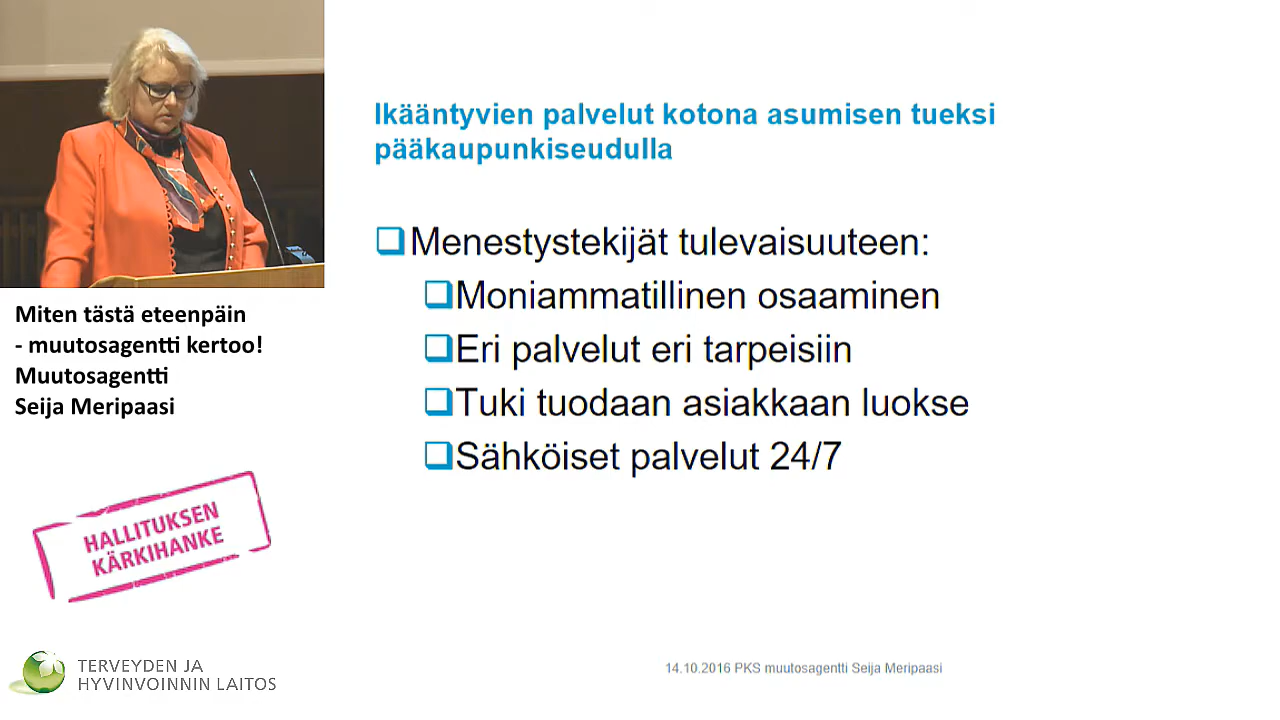 Ikääntyvien palvelut kotona asumisen tueksi
pääkaupunkiseudulla
Menestystekijät tulevaisuuteen:
Moniammatillinen osaaminen
Eri palvelut eri tarpeisiin
Tuki tuodaan asiakkaan luokse
Sähköiset palvelut 24/7
Miten tästä eteenpäin
- muutosagentti kertoo!
Muutosagentti
Seija Meripaasi
HALLITUKSEN
KÄRKIHANKE
TERVEYDEN JA
HYVINVOINNIN LAITOS
14.10.2016 PKS muutosagentti Seija Meripaasi